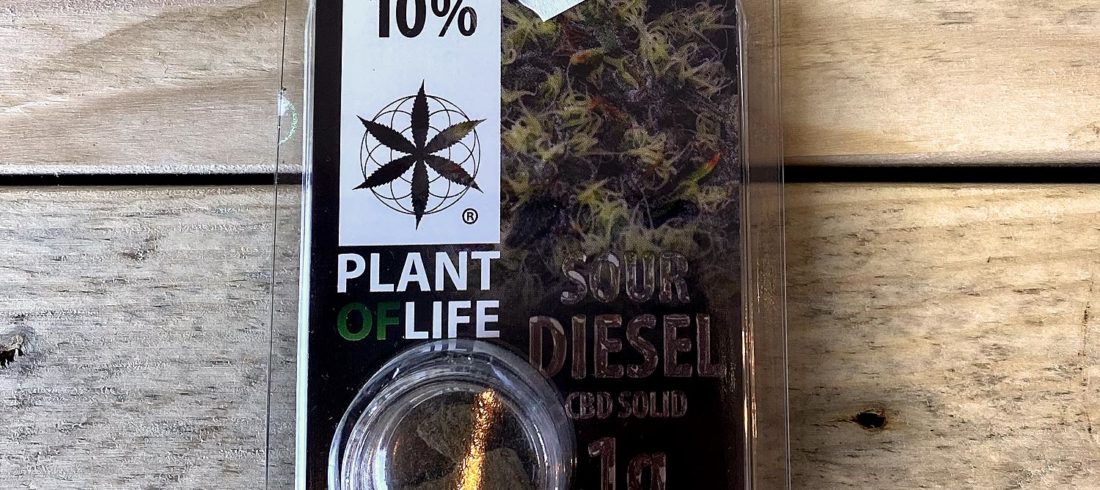 10%
®
PLANT
OFLIFE
SOUR
DIESEL
CBD SOLID
1g